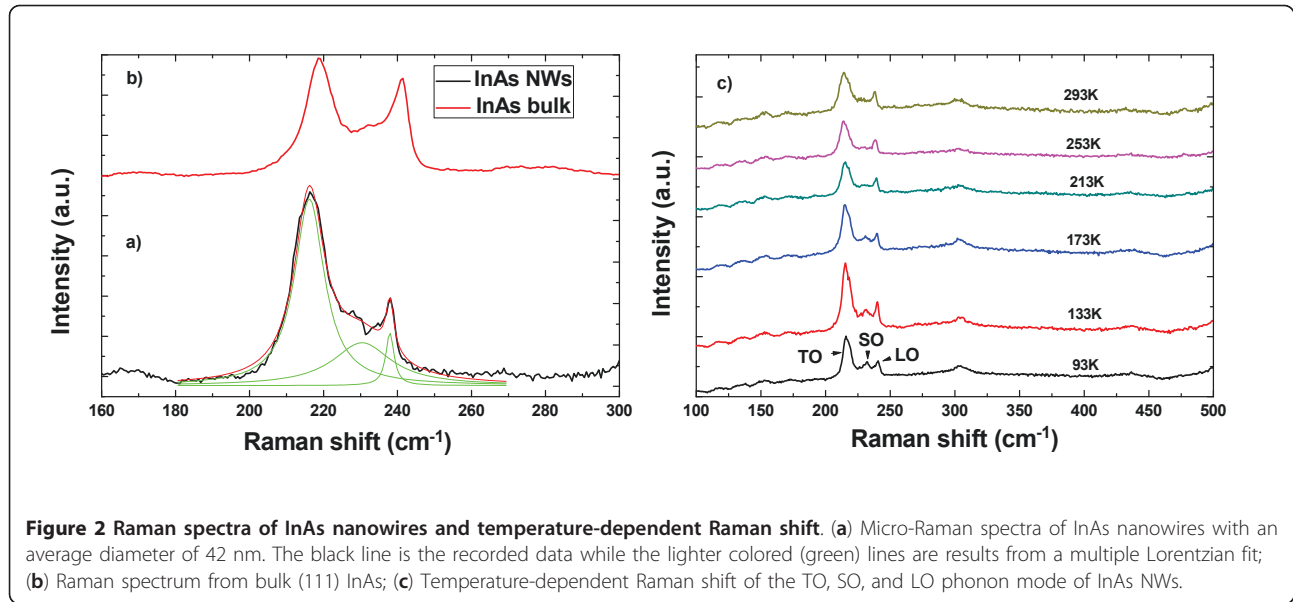 b)
InAs NWs
InAs bulk
a)
Intensity (a.u.)
160 180 200 220 240 260 280 300
Raman shift (cm-1)
c)
293K
253K
213K
173K
133K
93K
TO
SO
LO
Intensity (a.u.)
100 150 200 250 300 350 400 450 500
Raman shift (cm-1)
Figure 2 Raman spectra of InAs nanowires and temperature-dependent Raman shift. (a) Micro-Raman spectra of InAs nanowires with an
average diameter of 42 nm. The black line is the recorded data while the lighter colored (green) lines are results from a multiple Lorentzian fit;
(b) Raman spectrum from bulk (111) InAs; (c) Temperature-dependent Raman shift of the TO, SO, and LO phonon mode of InAs NWs.